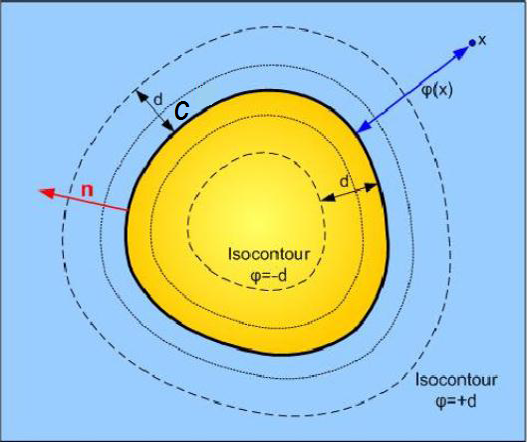 x
φ(x)
d
C
d
n
Isocontour
φ=-d
Isocontour
φ=+d